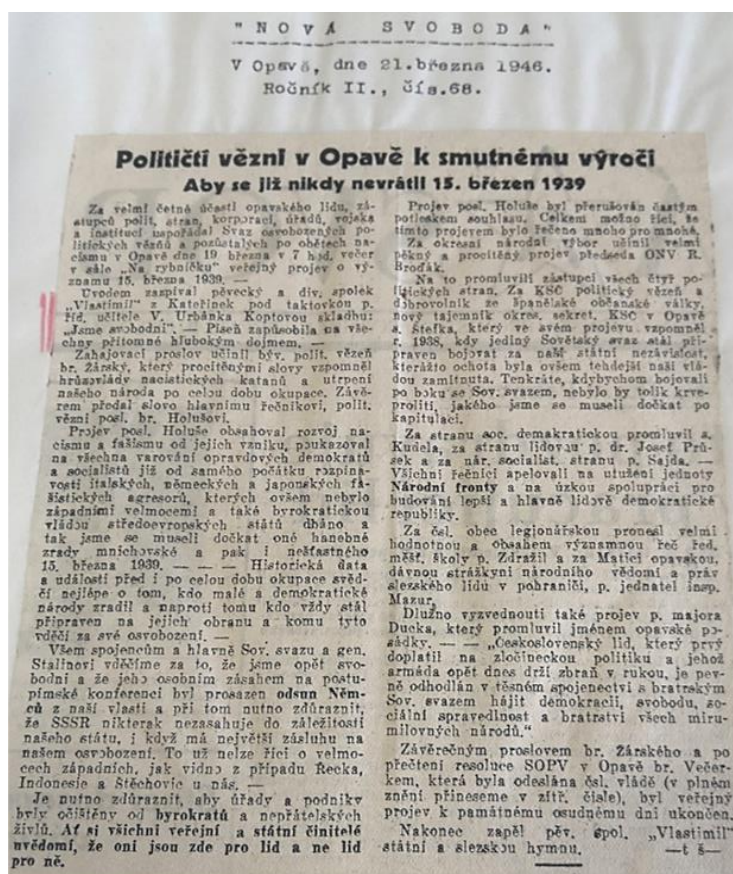 "NOVÁ SVOBODA"
V Opavě, dne 21.března 1946.
Ročník II., čís.68.
Političtí vězni v Opavě k smutnému výročí
Aby se již nikdy nevrátil 15. březen 1939
Za velmi četné účasti opavského lidu, zá-
stupců polit. stran, korporací, úřadů, vojska
a institucí uspořádal Svaz osvobozených po-
litických vězňů a pozůstalých po obětech na-
cismu v Opavě dne 19. března v 7 hod. večer
v sále „Na rybníčku" veřejný projev o vý-
znamu 15. března 1939. —
Úvodem zazpíval pěvecký a div. spolek
„Vlastimil" z Kateřinek pod taktovkou p.
říd. učitele V. Urbánka Koptovou skladbu:
„Jsme svobodni". — Píseň zapůsobila na vše-
chny přítomné hlubokým dojmem. —
Zahajovací proslov učinil býv. polit. vězeň
br. Žárský, který procítěnými slovy vzpomněl
hrůzovlády nacistických katanů a utrpení
našeho národa po celou dobu okupace. Závě-
rem předal slovo hlavnímu řečníkovi, polit.
vězni posl. br. Holušovi.
Projev posl. Holuše obsahoval rozvoj na-
cismu a fašismu od jejich vzniku, poukazoval
na všechna varování opravdových demokratů
a socialistů již od samého počátku rozpína-
vosti italských, německých a japonských fa-
šistických agresorů, kterých ovšem nebylo
západními velmocemi a také byrokratickou
vládou středoevropských států dbáno a
tak jsme se museli dočkat oné hanebné
zrady mnichovské a pak i nešťastného
15. března 1939. — — — Historická data
a události před i po celou dobu okupace svěd-
čí nejlépe o tom, kdo malé a demokratické
národy zradil a naproti tomu kdo vždy stál
připraven na jejich obranu a komu tyto
vděčí za své osvobození. —
Všem spojencům a hlavně Sov. svazu a gen.
Stalinovi vděčíme za to, že jsme opět svo-
bodni a že jeho osobním zásahem na postu-
pimské konferenci byl prosazen odsun Něm-
ců z naší vlasti a při tom nutno zdůraznit,
že SSSR nikterak nezasahuje do záležitostí
našeho státu, i když má největší zásluhu na
našem osvobození. To už nelze říci o velmo-
cech západních, jak vidno z případu Řecka,
Indonesie a Štěchovic u nás. —
Je nutno zdůraznit, aby úřady a podniky
byly očištěny od byrokratů a nepřátelských
živlů. Ať si všichni veřejní a státní činitelé
uvědomí, že oni jsou zde pro lid a ne lid
pro ně.
Projev posl. Holuše byl přerušován častým
potleskem souhlasu. Celkem možno říci, že
tímto projevem bylo řečeno mnoho pro mnohé.
Za okresní národní výbor učinil velmi
pěkný a procítěný projev předseda ONV R.
Broďák.
Na to promluvili zástupci všech čtyř po-
litických stran. Za KSČ politický vězeň a
dobrovolník ze španělské občanské války,
nový tajemník okres. sekret. KSČ v Opavě
s. Štefka, který ve svém projevu vzpomněl
r. 1938, kdy jediný Sovětský svaz stál při-
praven bojovat za naši státní nezávislost,
kterážto ochota byla ovšem tehdejší naší vlá-
dou zamítnuta. Tenkráte, kdybychom bojovali
po boku se Sov. svazem, nebylo by tolik krve-
prolití, jakého jsme se museli dočkat po
kapitulaci.
Za stranu soc. demokratickou promluvil s.
Kudela, za stranu lidovou p. dr. Josef Prů-
šek a za nár. socialist. stranu p. Sajda. —
Všichni řečníci apelovali na utužení jednoty
Národní fronty a na úzkou spolupráci pro
budování lepší a hlavně lidově demokratické
republiky.
Za čsl. obec legionářskou pronesl velmi
hodnotnou a obsahem významnou řeč řed.
měšť. školy p. Zdražil a za Matici opavskou,
dávnou strážkyni národního vědomí a práv
slezského lidu v pohraničí, p. jednatel insp.
Mazur.
Dlužno vyzvednouti také projev p. majora
Ducka, který promluvil jménem opavské po-
sádky. — — „Československý lid, který prvý
doplatil na zločineckou politiku a jehož
armáda opět dnes drží zbraň v rukou, je pev-
ně odhodlán v těsném spojenectví s bratrským
Sov. svazem hájit demokracii, svobodu, so-
ciální spravedlnost a bratrství všech míru-
milovných národů."
Závěrečným proslovem br. Žárského a po
přečtení resoluce SOPV v Opavě br. Večer-
kem, která byla odeslána čsl. vládě (v plném
znění přineseme v zítř. čísle), byl veřejný
projev k památnému osudnému dni ukončen.
Nakonec zapěl pěv. spol. „Vlastimil"
státní a slezskou hymnu. —t š—